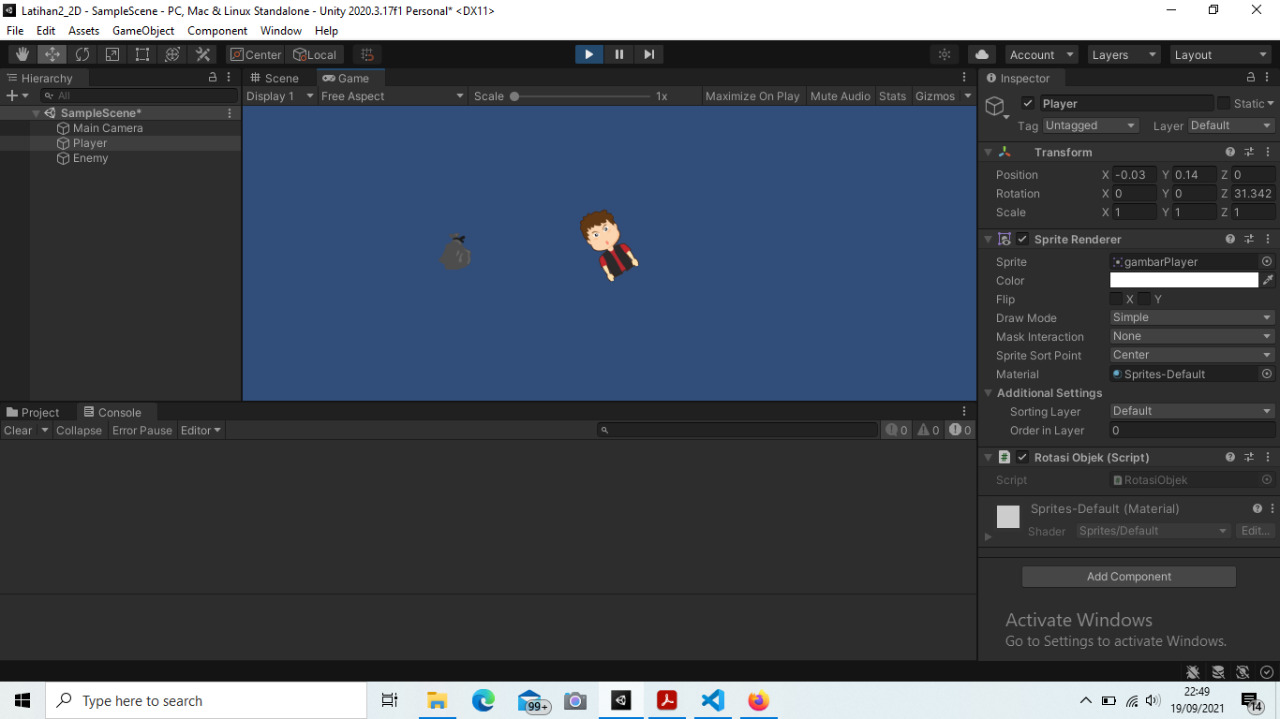 Latihan2_2D - SampleScene - PC, Mac & Linux Standalone - Unity 2020.3.17f1 Personal* <DX11>
File Edit Assets GameObject Component Window Help
Center Local Account Layers Layout
Hierarchy Scene Game Inspector
All Display 1 Free Aspect Scale 1x Maximize On Play Mute Audio Stats Gizmos
Player Static
SampleScene*
Tag Untagged Layer Default
Main Camera
Player
Enemy
Transform
Position X -0.03 Y 0.14 Z 0
Rotation X 0 Y 0 Z 31.342
Scale X 1 Y 1 Z 1
Sprite Renderer
Sprite gambarPlayer
Color
Flip X Y
Draw Mode Simple
Mask Interaction None
Sprite Sort Point Center
Material Sprites-Default
Additional Settings
Sorting Layer Default
Order in Layer 0
Project Console
Clear Collapse Error Pause Editor 0 0 0
Rotasi Objek (Script)
Script RotasiObjek
Sprites-Default (Material)
Shader Sprites/Default Edit...
Add Component
Activate Windows
Go to Settings to activate Windows.
Type here to search
99+
22:49
19/09/2021
14